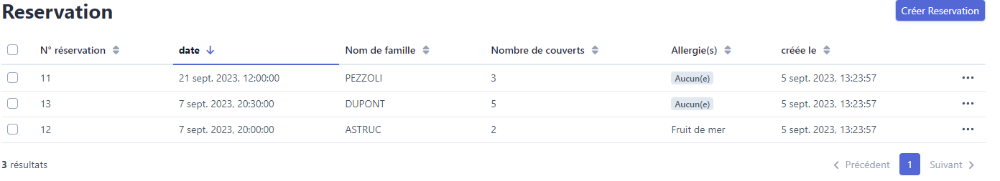 Reservation
Créer Reservation
N° réservation date Nom de famille Nombre de couverts Allergie(s) créée le
11 21 sept. 2023, 12:00:00 PEZZOLI 3 Aucun(e) 5 sept. 2023, 13:23:57
13 7 sept. 2023, 20:30:00 DUPONT 5 Aucun(e) 5 sept. 2023, 13:23:57
12 7 sept. 2023, 20:00:00 ASTRUC 2 Fruit de mer 5 sept. 2023, 13:23:57
3 résultats
Précédent 1 Suivant